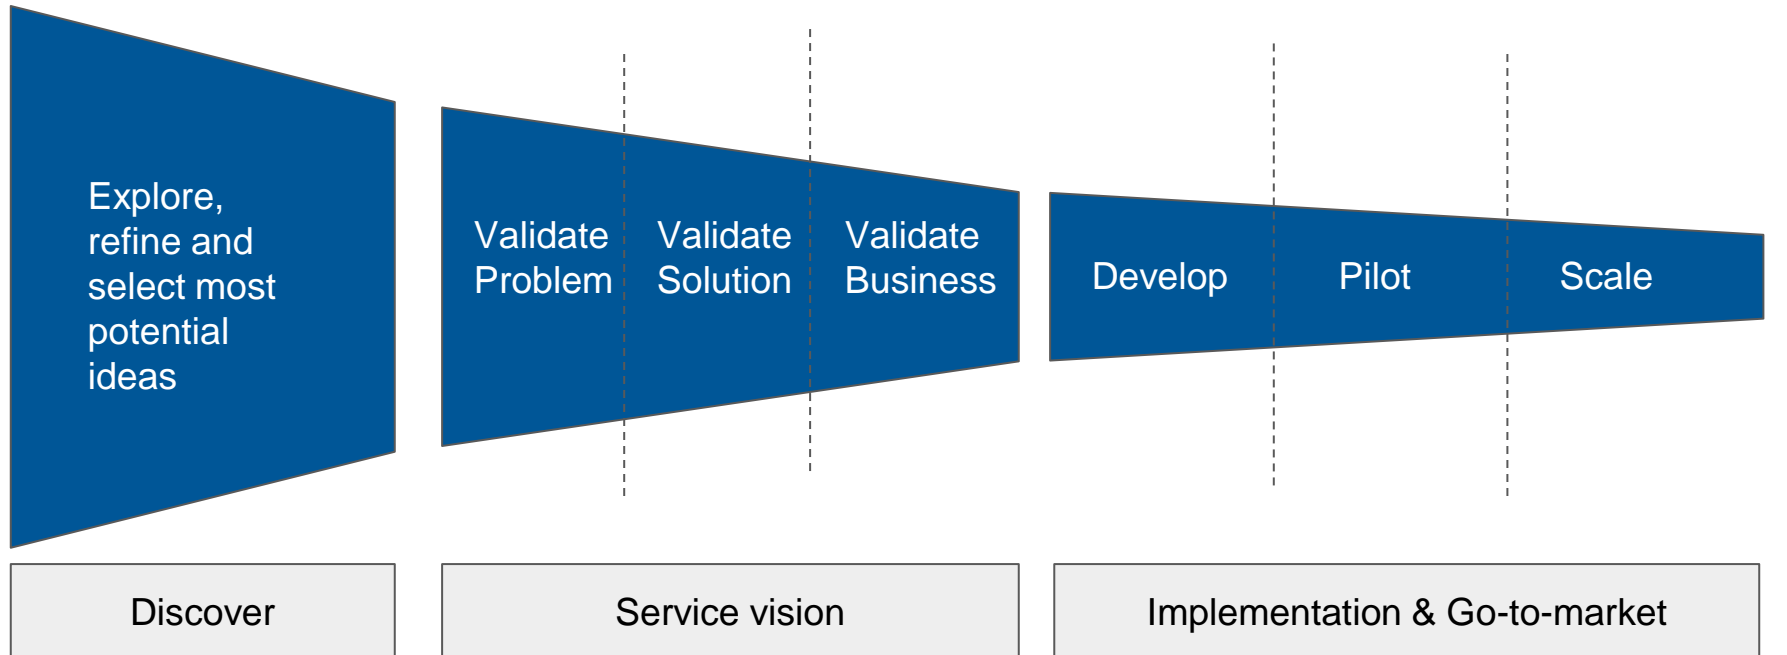 Explore,
refine and
select most
potential
ideas
Validate
Problem
Validate
Solution
Validate
Business
Develop
Pilot
Scale
Discover
Service vision
Implementation & Go-to-market